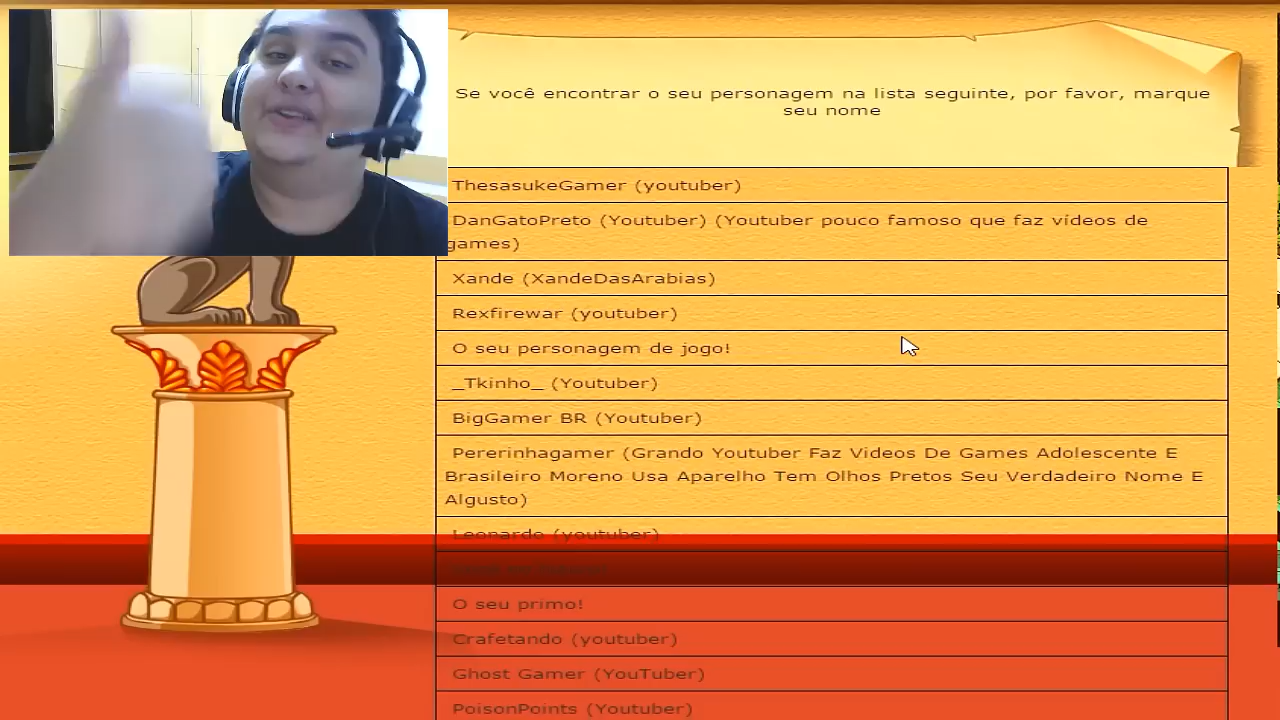 Se você encontrar o seu personagem na lista seguinte, por favor, marque
seu nome
ThesasukeGamer (youtuber)
DanGatoPreto (Youtuber) (Youtuber pouco famoso que faz vídeos de
games)
Xande (XandeDasArabias)
Rexfirewar (youtuber)
O seu personagem de jogo!
_Tkinho_ (Youtuber)
BigGamer BR (Youtuber)
Pererinhagamer (Grando Youtuber Faz Videos De Games Adolescente E
Brasileiro Moreno Usa Aparelho Tem Olhos Pretos Seu Verdadeiro Nome E
Algusto)
Leonardo (youtuber)
O seu primo!
Crafetando (youtuber)
Ghost Gamer (YouTuber)
PoisonPoints (Youtuber)